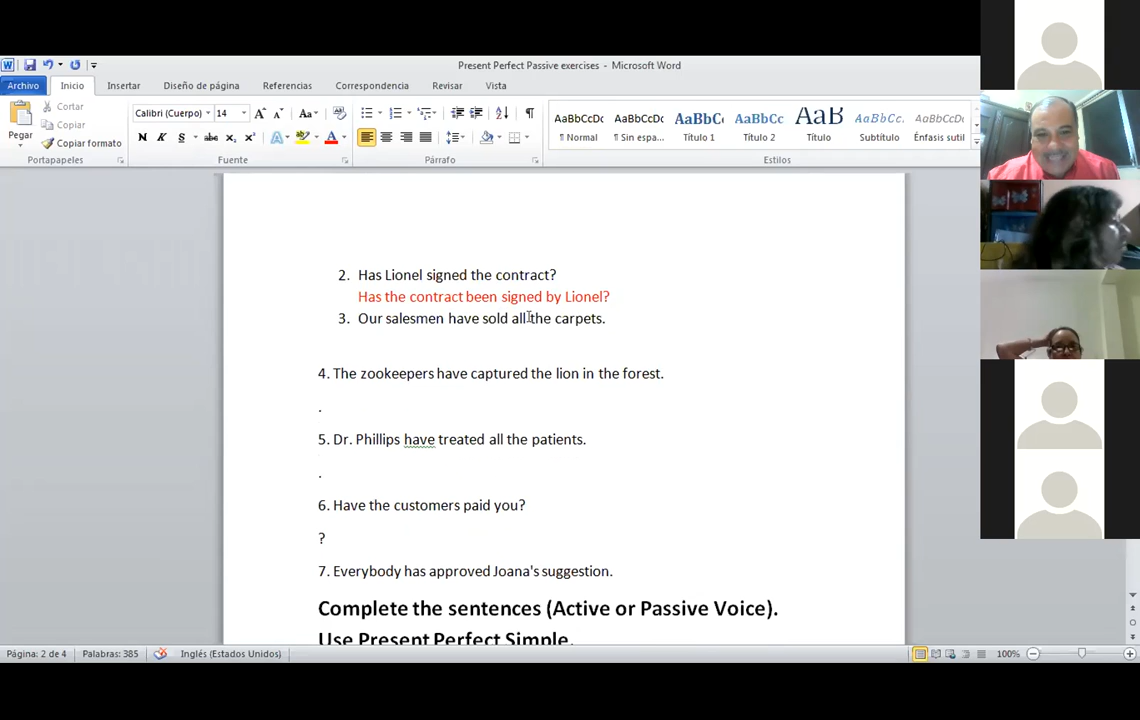 Present Perfect Passive exercises - Microsoft Word
Archivo Inicio Insertar Diseño de página Referencias Correspondencia Revisar Vista
Pegar
Cortar
Copiar
Copiar formato
Portapapeles
Calibri (Cuerpo) 14
Fuente
Párrafo
AaBbCcDc AaBbCcDc AaBbCc AaBbCc AaB AaBbCc. AaBbCcDc
¶ Normal ¶ Sin espa... Título 1 Título 2 Título Subtítulo Énfasis sutil
Estilos
2. Has Lionel signed the contract?
Has the contract been signed by Lionel?
3. Our salesmen have sold all the carpets.
4. The zookeepers have captured the lion in the forest.
.
5. Dr. Phillips have treated all the patients.
.
6. Have the customers paid you?
?
7. Everybody has approved Joana's suggestion.
Complete the sentences (Active or Passive Voice).
Use Present Perfect Simple.
Página: 2 de 4 Palabras: 385 Inglés (Estados Unidos) 100%